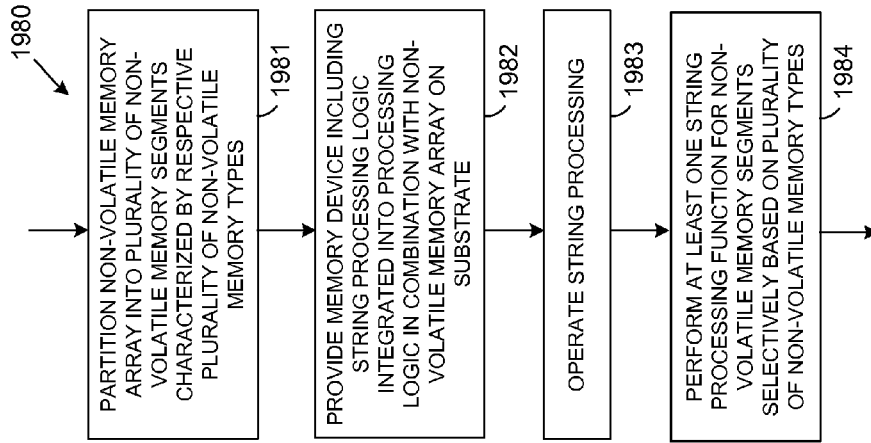 1980
PARTITION NON-VOLATILE MEMORY
ARRAY INTO PLURALITY OF NON-
VOLATILE MEMORY SEGMENTS
CHARACTERIZED BY RESPECTIVE
PLURALITY OF NON-VOLATILE
MEMORY TYPES
1981
PROVIDE MEMORY DEVICE INCLUDING
STRING PROCESSING LOGIC
INTEGRATED INTO PROCESSING
LOGIC IN COMBINATION WITH NON-
VOLATILE MEMORY ARRAY ON
SUBSTRATE
1982
OPERATE STRING PROCESSING
1983
PERFORM AT LEAST ONE STRING
PROCESSING FUNCTION FOR NON-
VOLATILE MEMORY SEGMENTS
SELECTIVELY BASED ON PLURALITY
OF NON-VOLATILE MEMORY TYPES
1984